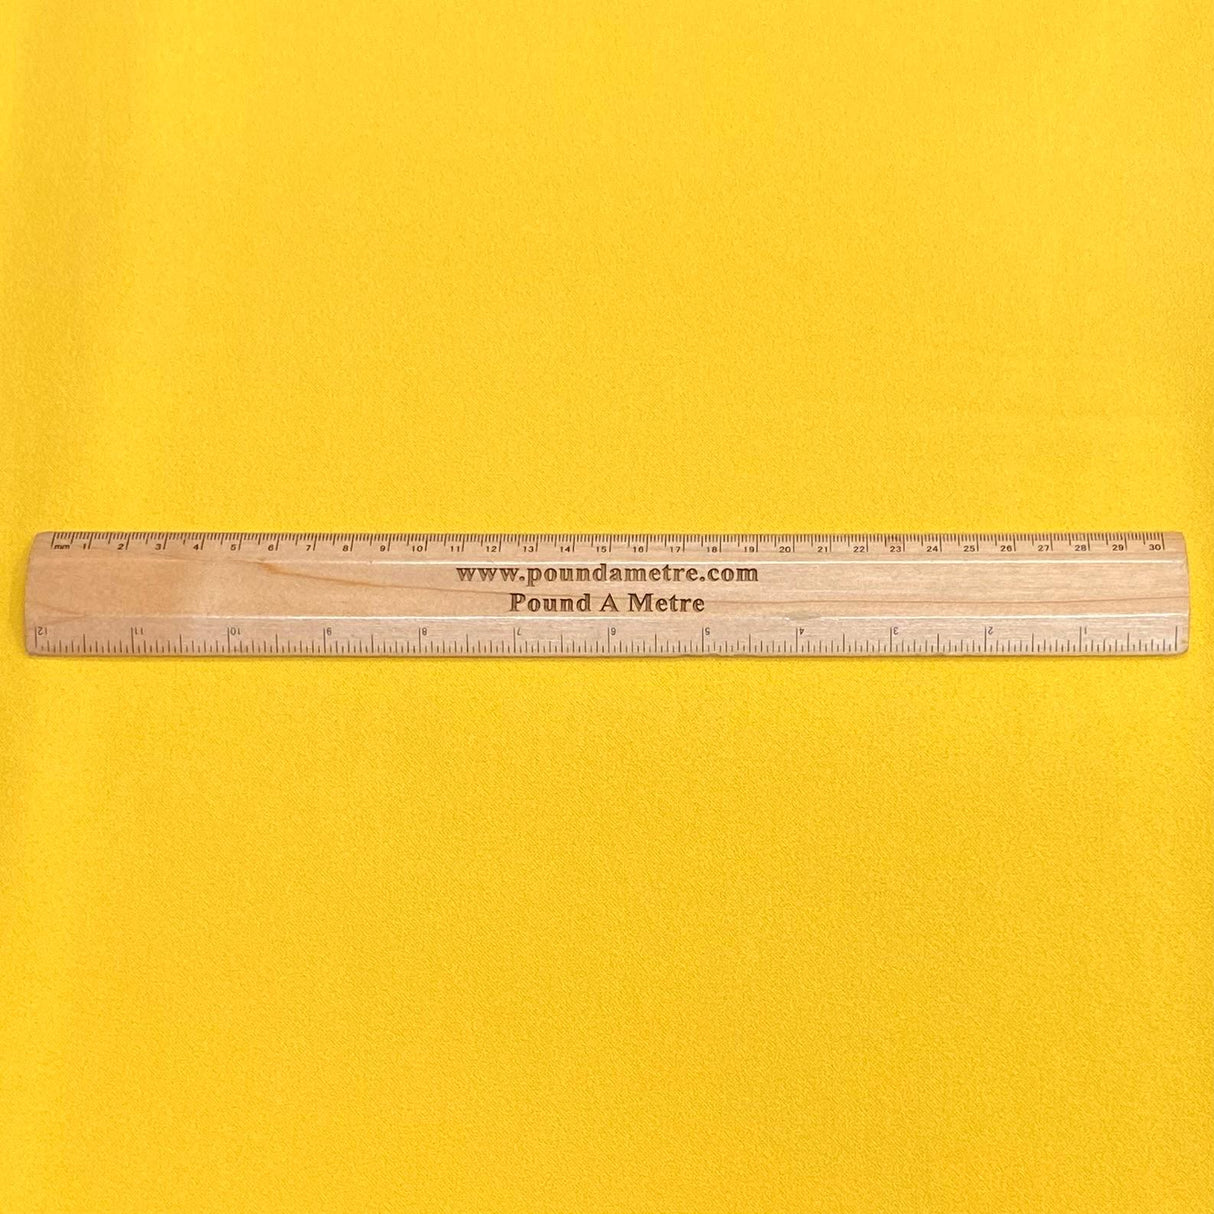 mm 1 2 3 4 5 6 7 8 9 10 11 12 13 14 15 16 17 18 19 20 21 22 23 24 25 26 27 28 29 30
www.poundametre.com
Pound A Metre
12 11 10 9 8 7 6 5 4 3 2 1